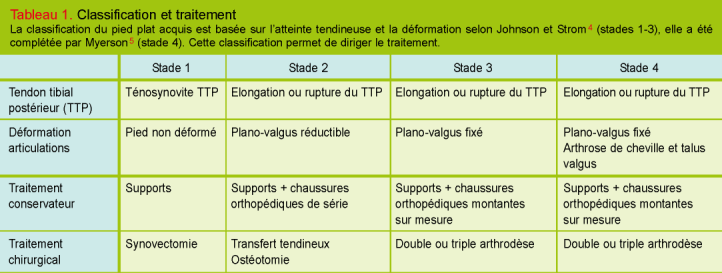 Tableau 1. Classification et traitement
La classification du pied plat acquis est basée sur l'atteinte tendineuse et la déformation selon Johnson et Strom4 (stades 1-3), elle a été
complétée par Myerson5 (stade 4). Cette classification permet de diriger le traitement.
Stade 1 Stade 2 Stade 3 Stade 4
Tendon tibial
postérieur (TTP)
Ténosynovite TTP
Elongation ou rupture du TTP
Elongation ou rupture du TTP
Elongation ou rupture du TTP
Déformation
articulations
Pied non déformé
Plano-valgus réductible
Plano-valgus fixé
Plano-valgus fixé
Arthrose de cheville et talus
valgus
Traitement
conservateur
Supports
Supports + chaussures
orthopédiques de série
Supports + chaussures
orthopédiques montantes
sur mesure
Supports + chaussures
orthopédiques montantes
sur mesure
Traitement
chirurgical
Synovectomie
Transfert tendineux
Ostéotomie
Double ou triple arthrodèse
Double ou triple arthrodèse